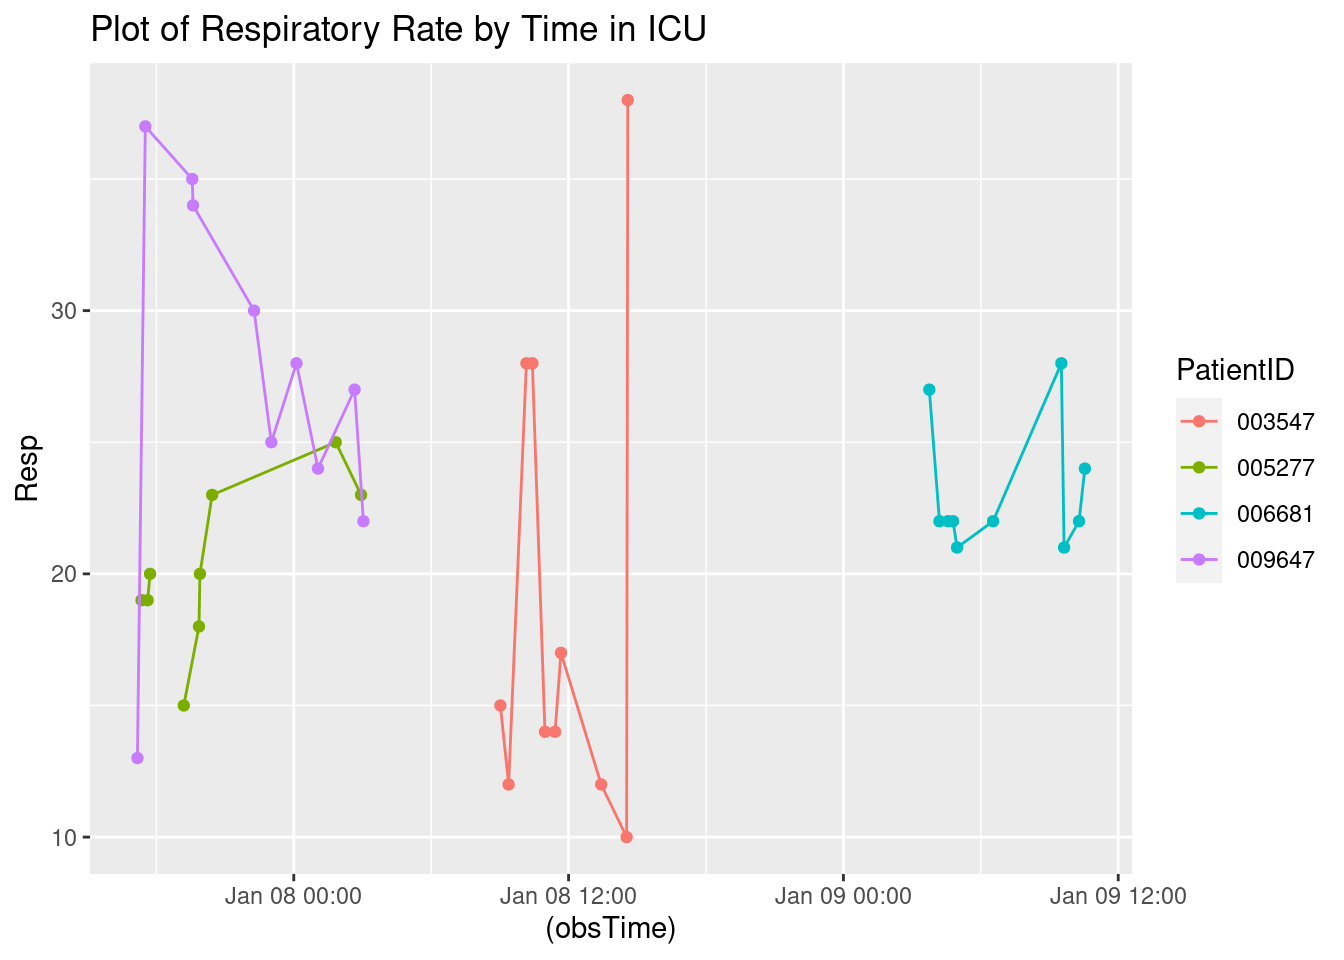 Plot of Respiratory Rate by Time in ICU
Resp
30
20
10
Jan 08 00:00 Jan 08 12:00 Jan 09 00:00 Jan 09 12:00
(obsTime)
PatientID
003547
005277
006681
009647